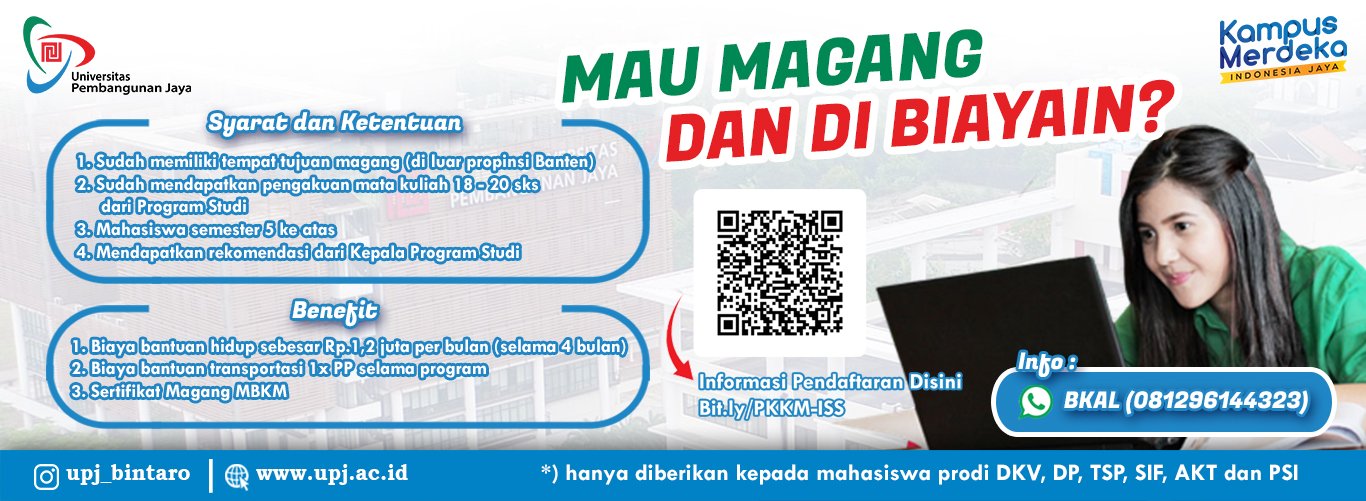 Universitas
Pembangunan Jaya
Kampus
Merdeka
INDONESIA JAYA
MAU MAGANG
DAN DI BIAYAIN?
Syarat dan Ketentuan
1. Sudah memiliki tempat tujuan magang (di luar propinsi Banten)
2. Sudah mendapatkan pengakuan mata kuliah 18 - 20 sks
dari Program Studi
3. Mahasiswa semester 5 ke atas
4. Mendapatkan rekomendasi dari Kepala Program Studi
UNIVERSITAS
PEMBANGUNAN JAYA
Benefit
1. Biaya bantuan hidup sebesar Rp.1,2 juta per bulan (selama 4 bulan)
2. Biaya bantuan transportasi 1x PP selama program
3. Sertifikat Magang MBKM
Informasi Pendaftaran Disini
Bit.ly/PKKM-ISS
Info :
BKAL (081296144323)
upj_bintaro | www.upj.ac.id
*) hanya diberikan kepada mahasiswa prodi DKV, DP, TSP, SIF, AKT dan PSI